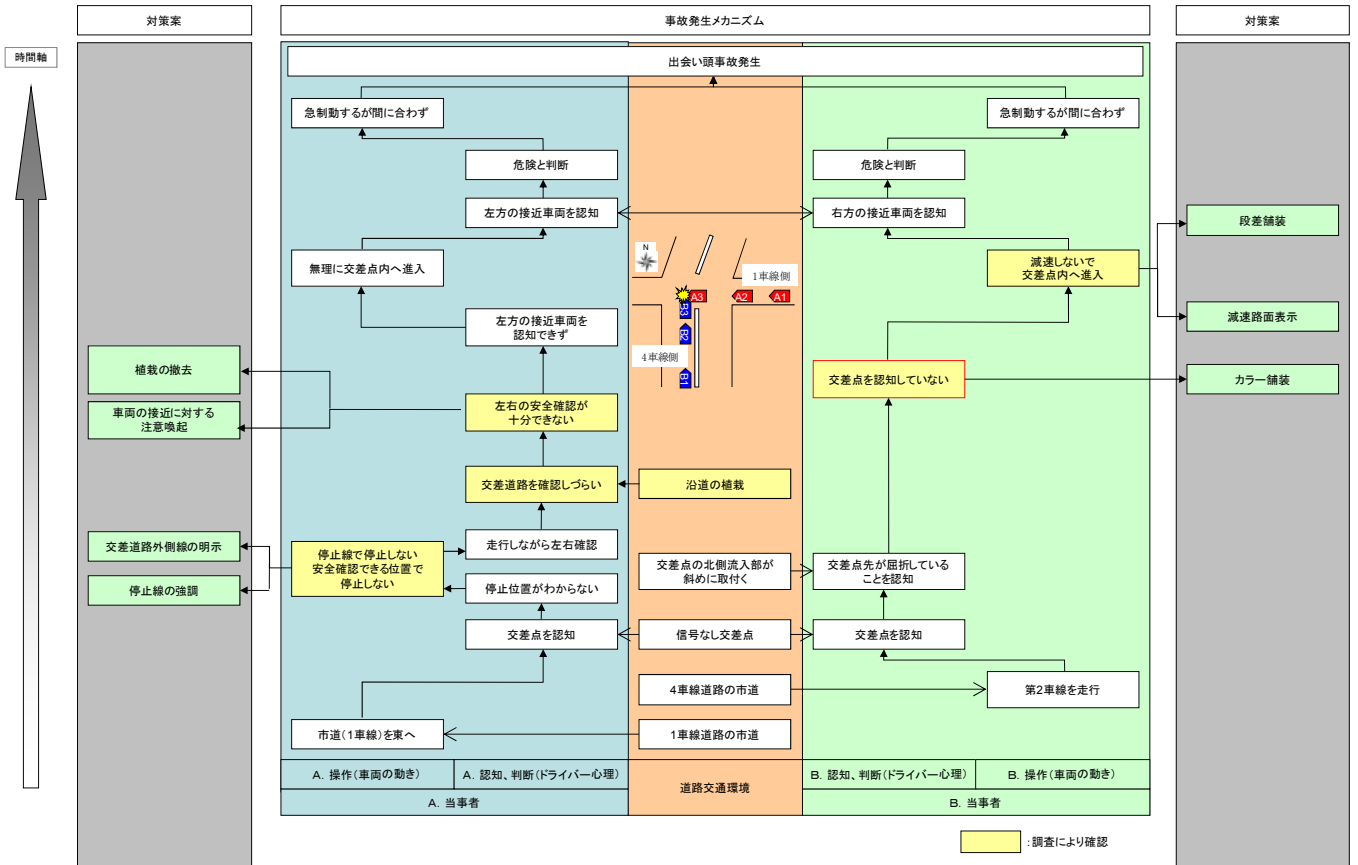 対策案
事故発生メカニズム
対策案
時間軸
出会い頭事故発生
急制動するが間に合わず
急制動するが間に合わず
危険と判断
危険と判断
左方の接近車両を認知
右方の接近車両を認知
段差舗装
無理に交差点内へ進入
N
1車線側
減速しないで
交差点内へ進入
A3
A2
A1
B3
B2
B1
4車線側
左方の接近車両を
認知できず
減速路面表示
植栽の撤去
交差点を認知していない
カラー舗装
車両の接近に対する
注意喚起
左右の安全確認が
十分できない
交差道路を確認しづらい
沿道の植栽
交差道路外側線の明示
停止線で停止しない
安全確認できる位置で
停止しない
走行しながら左右確認
交差点の北側流入部が
斜めに取付く
交差点先が屈折している
ことを認知
停止線の強調
停止位置がわからない
交差点を認知
信号なし交差点
交差点を認知
4車線道路の市道
第2車線を走行
市道(1車線)を東へ
1車線道路の市道
A. 操作(車両の動き)
A. 認知、判断(ドライバー心理)
道路交通環境
B. 認知、判断(ドライバー心理)
B. 操作(車両の動き)
A. 当事者
B. 当事者
:調査により確認